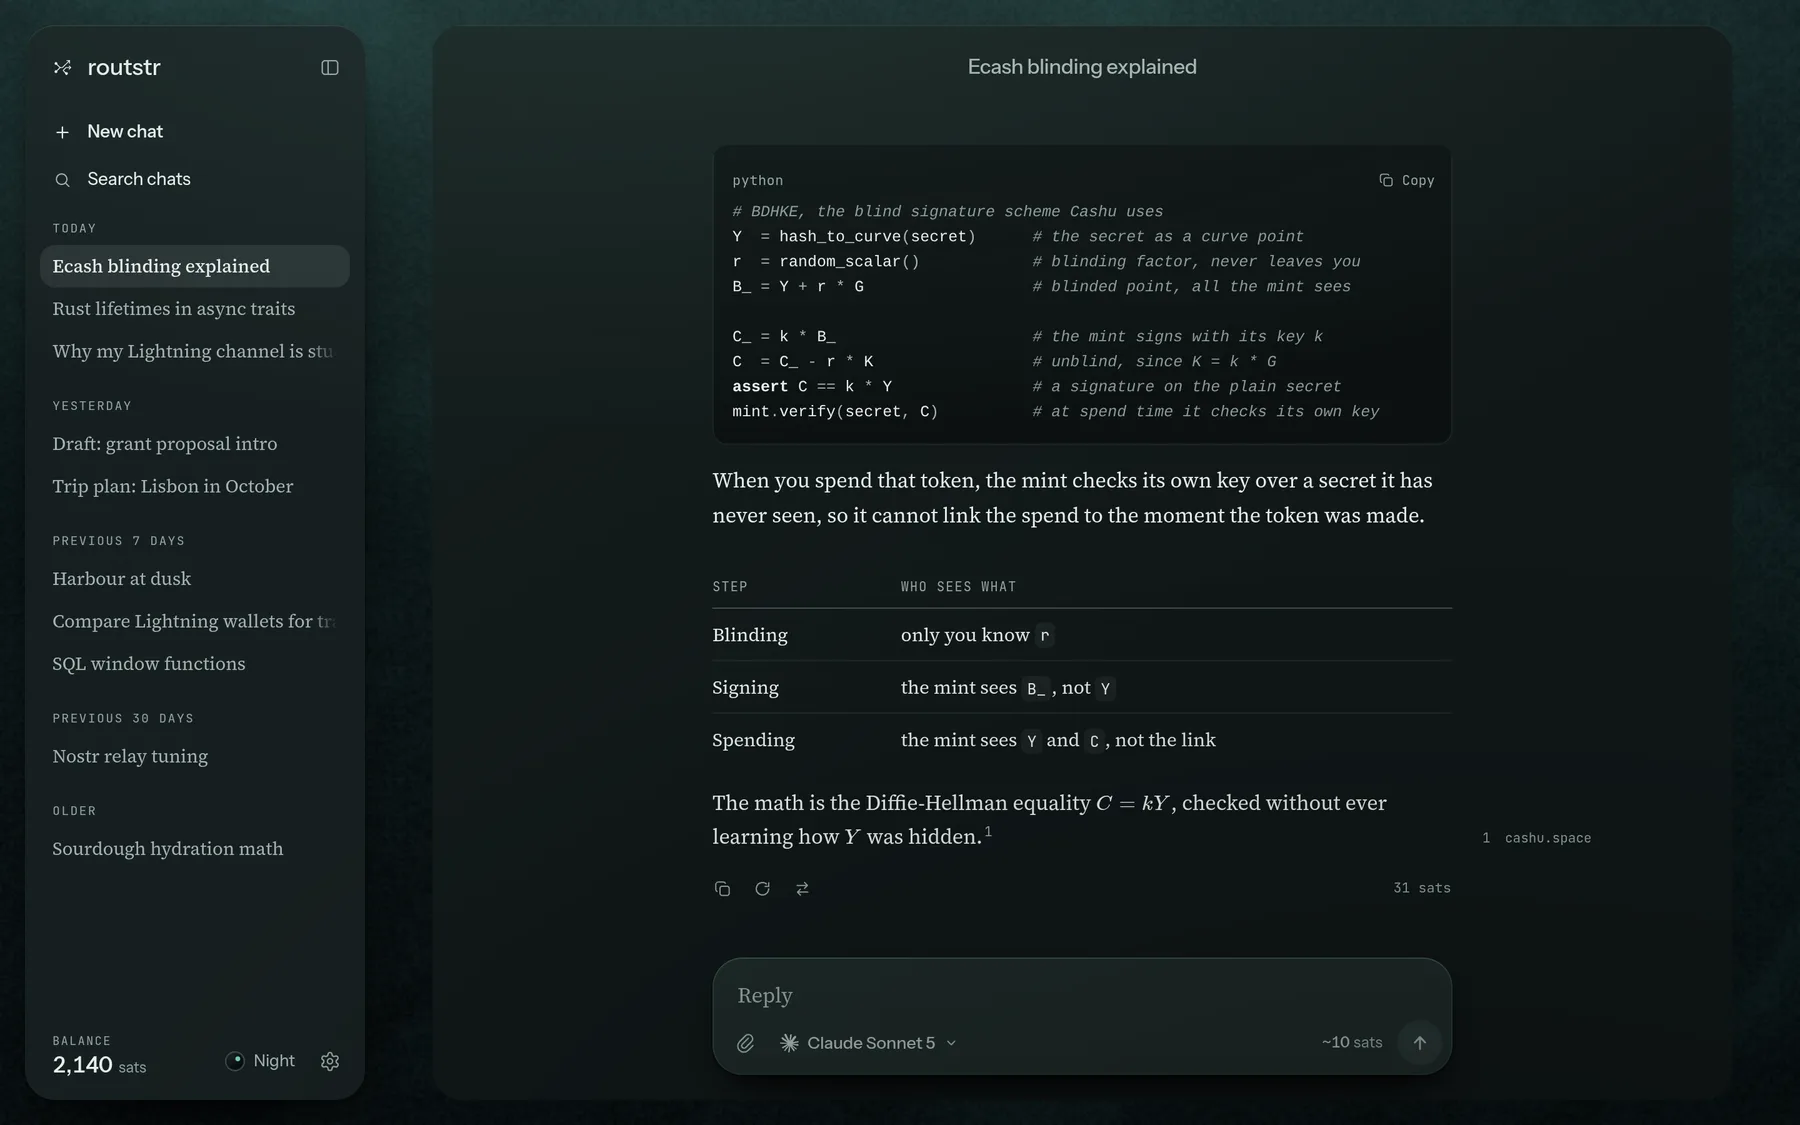 routstr
New chat
Search chats
TODAY
Ecash blinding explained
Rust lifetimes in async traits
Why my Lightning channel is stu
YESTERDAY
Draft: grant proposal intro
Trip plan: Lisbon in October
PREVIOUS 7 DAYS
Harbour at dusk
Compare Lightning wallets for tra
SQL window functions
PREVIOUS 30 DAYS
Nostr relay tuning
OLDER
Sourdough hydration math
BALANCE
2,140 sats
Night
Ecash blinding explained
python
Copy
# BDHKE, the blind signature scheme Cashu uses
Y = hash_to_curve(secret) # the secret as a curve point
r = random_scalar() # blinding factor, never leaves you
B_ = Y + r * G # blinded point, all the mint sees
C_ = k * B_ # the mint signs with its key k
C = C_ - r * K # unblind, since K = k * G
assert C == k * Y # a signature on the plain secret
mint.verify(secret, C) # at spend time it checks its own key
When you spend that token, the mint checks its own key over a secret it has
never seen, so it cannot link the spend to the moment the token was made.
STEP WHO SEES WHAT
Blinding only you know r
Signing the mint sees B_, not Y
Spending the mint sees Y and C, not the link
The math is the Diffie-Hellman equality C = kY, checked without ever
learning how Y was hidden.1
1 cashu.space
31 sats
Reply
Claude Sonnet 5
~10 sats